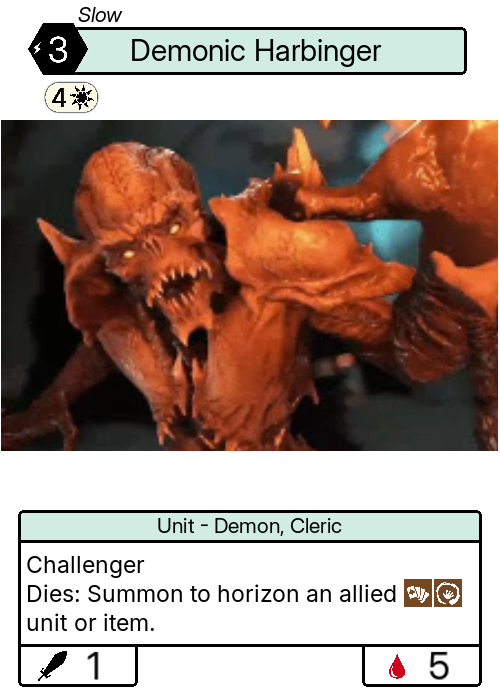 Slow
3 Demonic Harbinger
4
Unit - Demon, Cleric
Challenger
Dies: Summon to horizon an allied
unit or item.
1 5